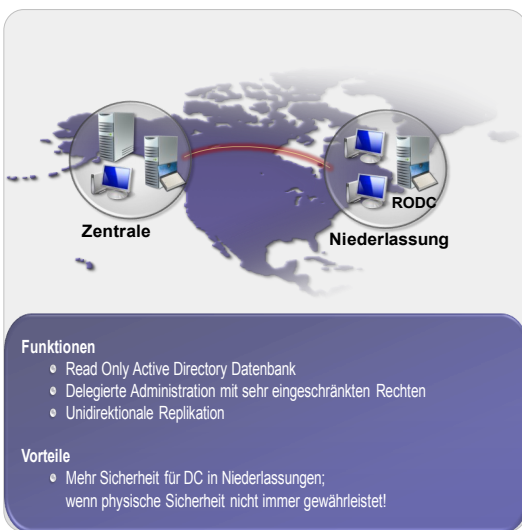 RODC
Zentrale
Niederlassung
Funktionen
Read Only Active Directory Datenbank
Delegierte Administration mit sehr eingeschränkten Rechten
Unidirektionale Replikation
Vorteile
Mehr Sicherheit für DC in Niederlassungen;
wenn physische Sicherheit nicht immer gewährleistet!